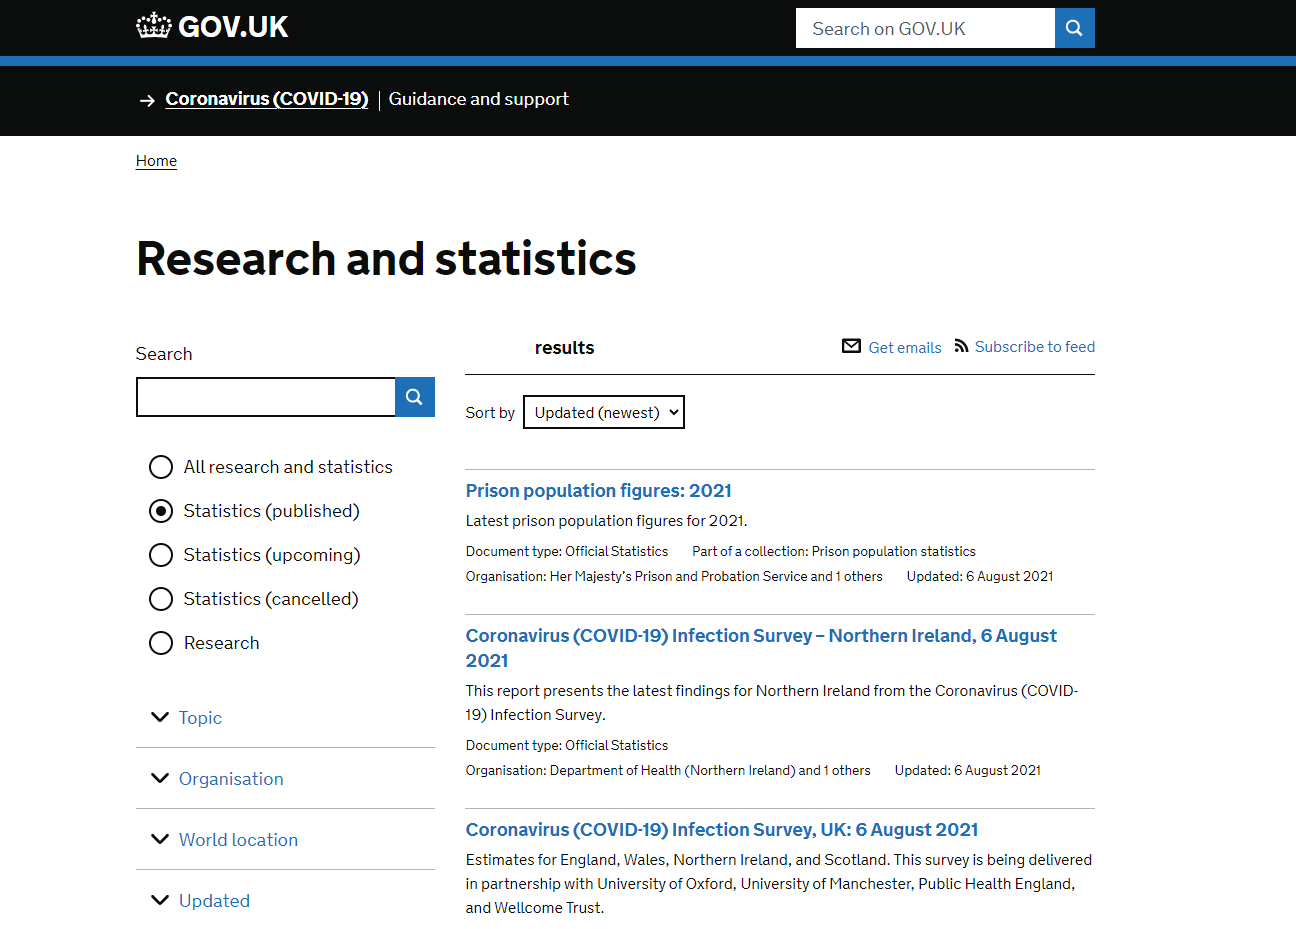 GOV.UK
Search on GOV.UK
Coronavirus (COVID-19) | Guidance and support
Home
Research and statistics
Search
All research and statistics
Statistics (published)
Statistics (upcoming)
Statistics (cancelled)
Research
Topic
Organisation
World location
Updated
results
Get emails
Subscribe to feed
Sort by Updated (newest)
Prison population figures: 2021
Latest prison population figures for 2021.
Document type: Official Statistics Part of a collection: Prison population statistics
Organisation: Her Majesty's Prison and Probation Service and 1 others Updated: 6 August 2021
Coronavirus (COVID-19) Infection Survey – Northern Ireland, 6 August
2021
This report presents the latest findings for Northern Ireland from the Coronavirus (COVID-
19) Infection Survey.
Document type: Official Statistics
Organisation: Department of Health (Northern Ireland) and 1 others Updated: 6 August 2021
Coronavirus (COVID-19) Infection Survey, UK: 6 August 2021
Estimates for England, Wales, Northern Ireland, and Scotland. This survey is being delivered
in partnership with University of Oxford, University of Manchester, Public Health England,
and Wellcome Trust.